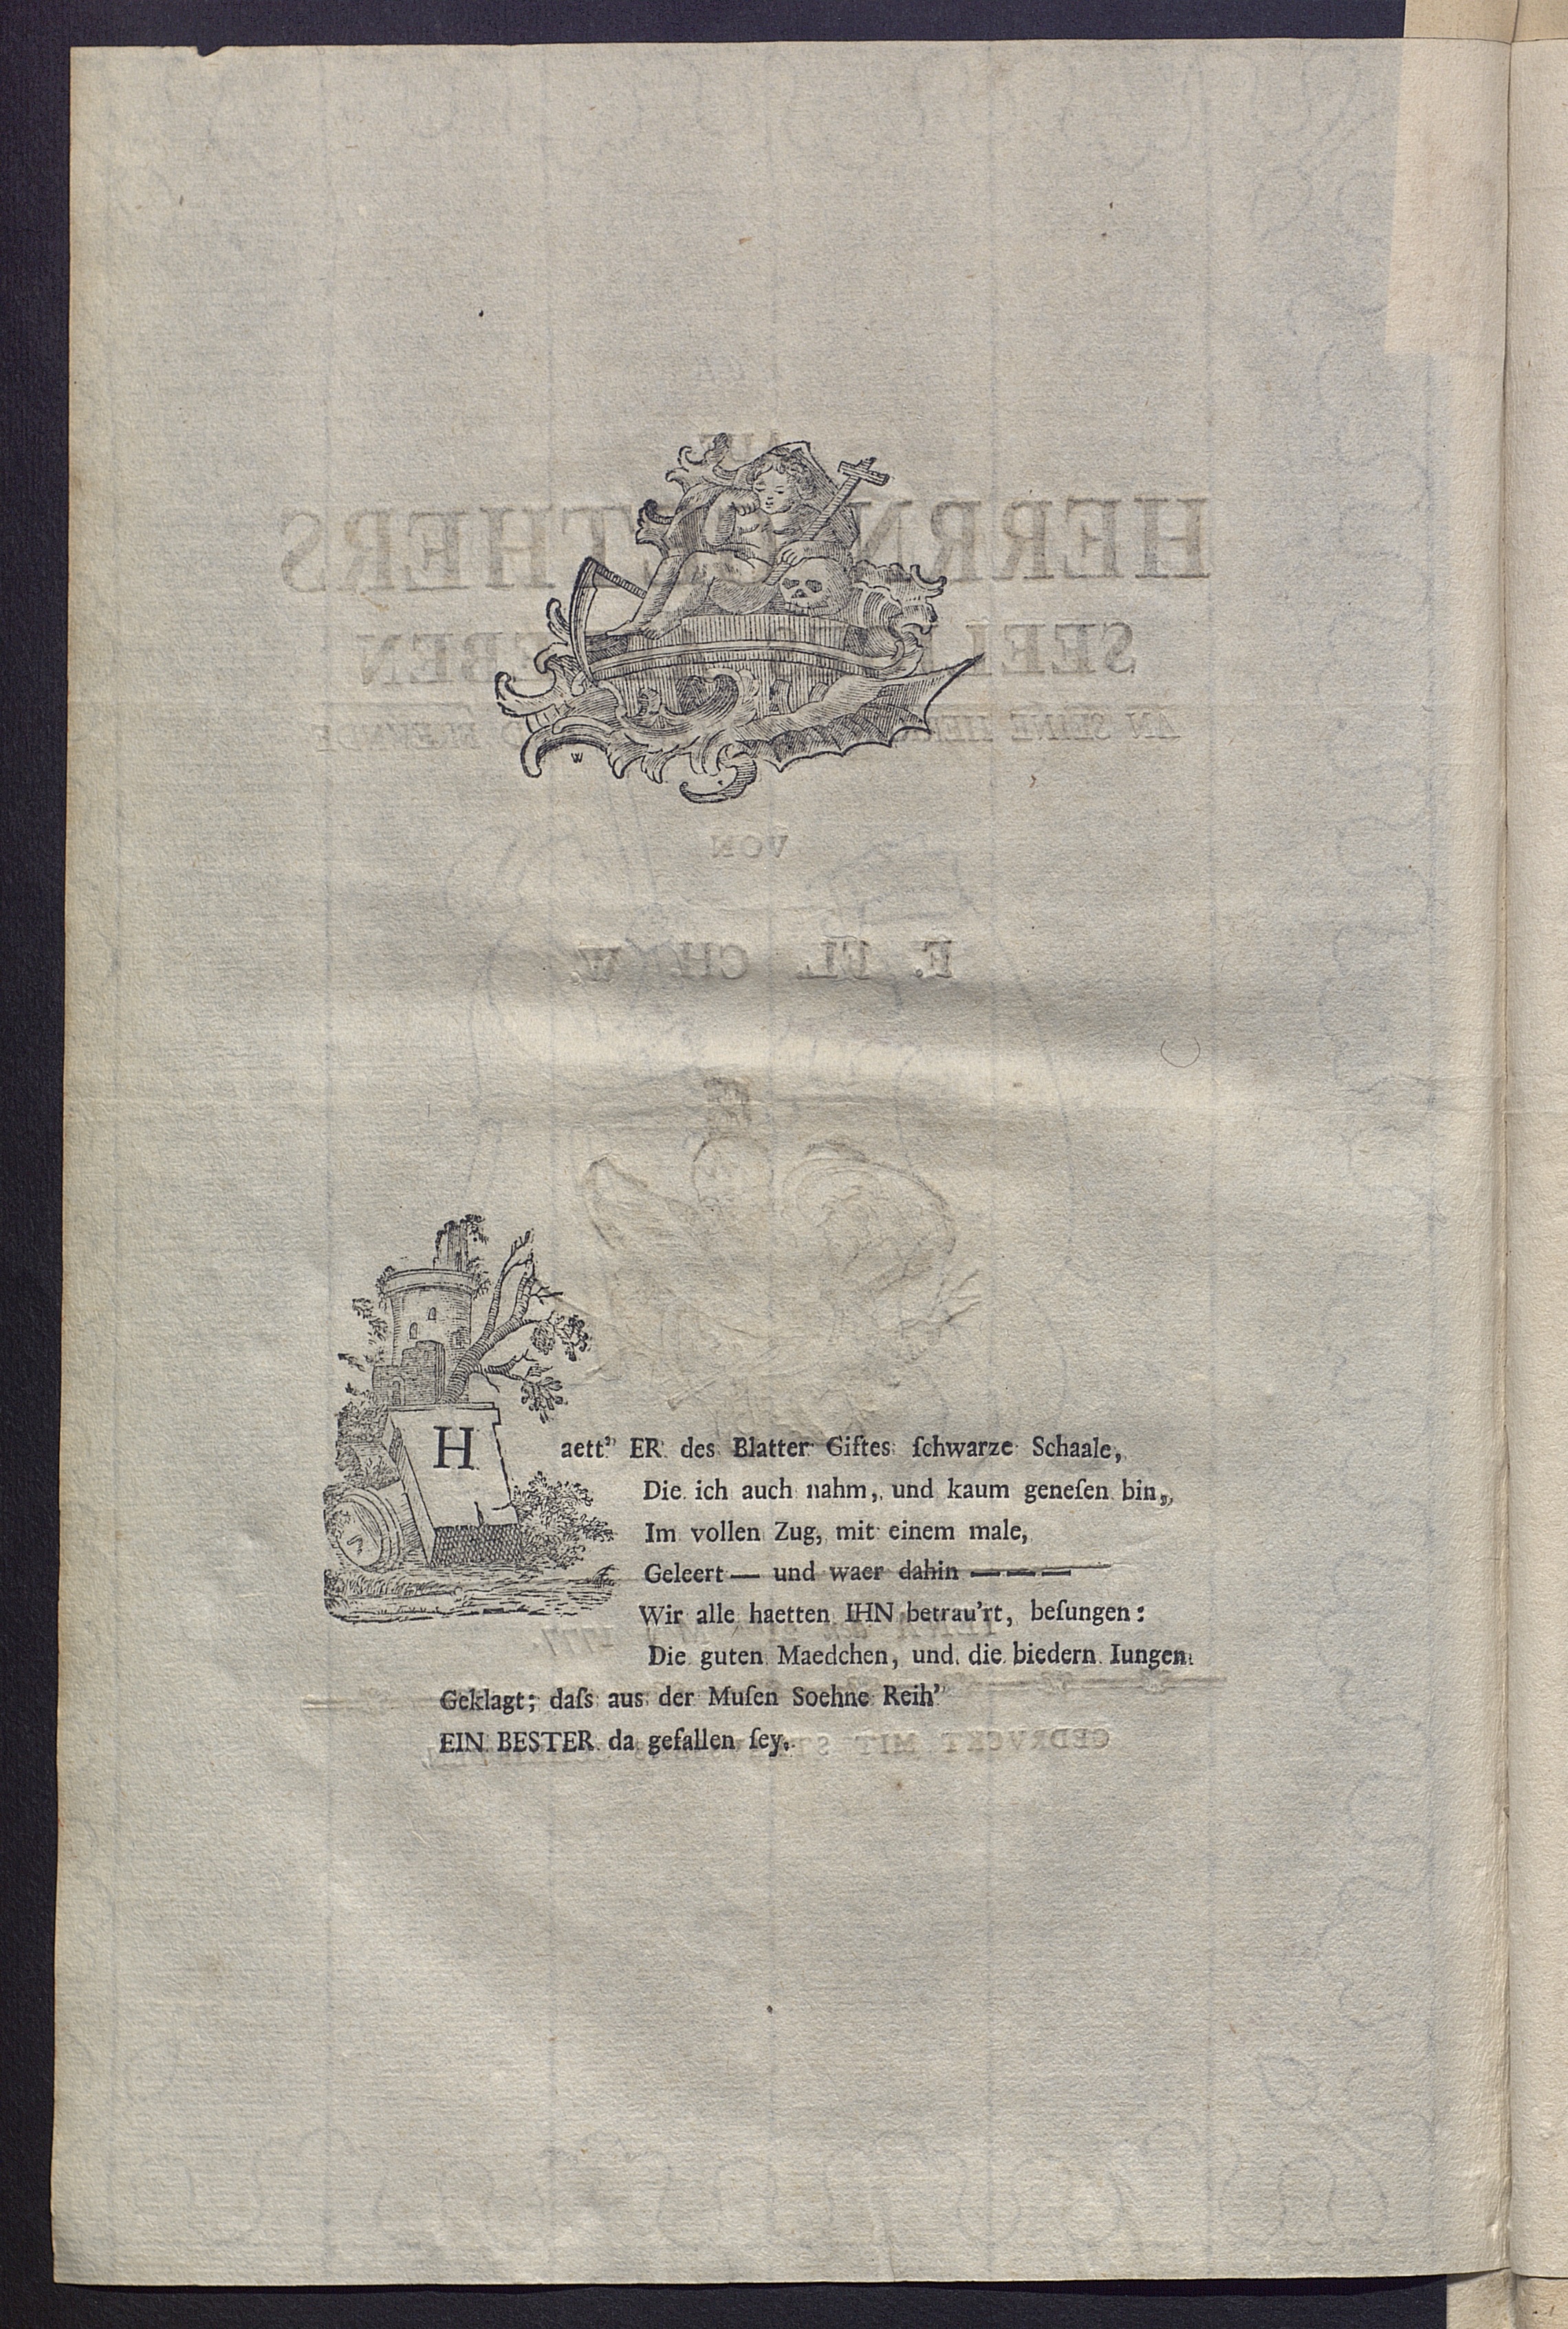 W
Haett' ER des Blatter Giftes ſchwarze Schaale,
Die ich auch nahm, und kaum geneſen bin,
Im vollen Zug, mit einem male,
Geleert — und waer dahin — — —
Wir alle haetten IHN betrau'rt, beſungen:
Die guten Maedchen, und die biedern Iungen
Geklagt; daſs aus der Muſen Soehne Reih'
EIN BESTER da gefallen ſey.